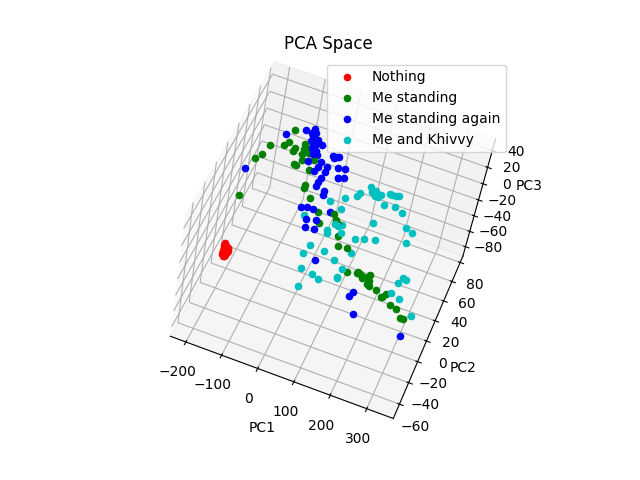 PCA Space
Nothing
Me standing
Me standing again
Me and Khivvy
40
20
0
−20
−40
−60
−80
PC3
80
60
40
20
0
−20
−40
−60
PC2
−200
−100
0
100
200
300
PC1